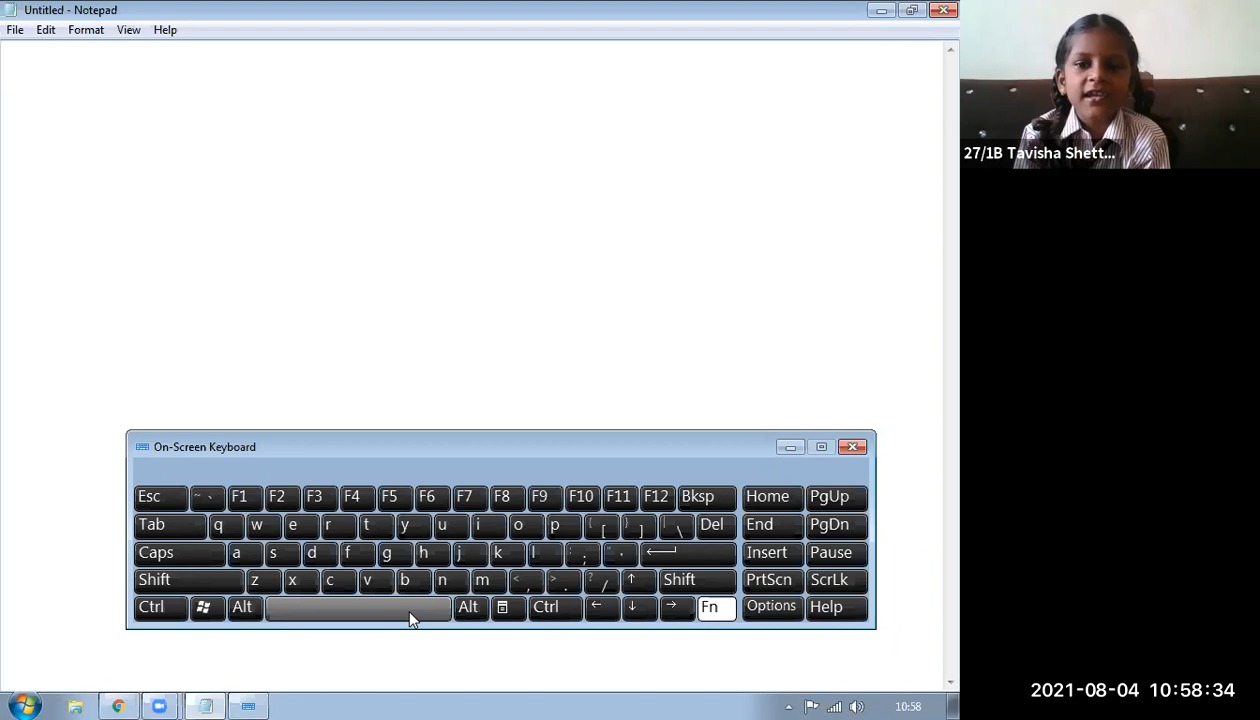 Untitled - Notepad
File Edit Format View Help
27/1B Tavisha Shett...
On-Screen Keyboard
Esc ~ ` F1 F2 F3 F4 F5 F6 F7 F8 F9 F10 F11 F12 Bksp Home PgUp
Tab q w e r t y u i o p { [ } ] | \ Del End PgDn
Caps a s d f g h j k l : ; " ' Insert Pause
Shift z x c v b n m < , > . ? / ↑ Shift PrtScn ScrLk
Ctrl Alt Alt Ctrl ← ↓ → Fn Options Help
2021-08-04 10:58:34
10:58